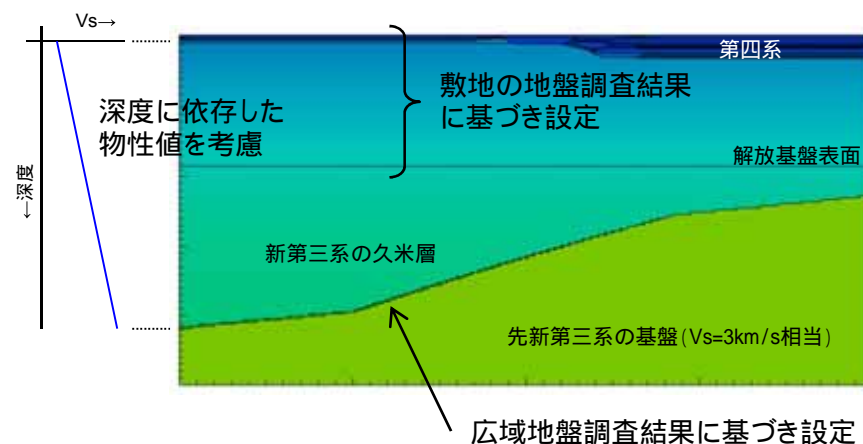 Vs→
第四系
敷地の地盤調査結果
に基づき設定
深度に依存した
物性値を考慮
解放基盤表面
←深度
新第三系の久米層
先新第三系の基盤(Vs=3km/s相当)
広域地盤調査結果に基づき設定